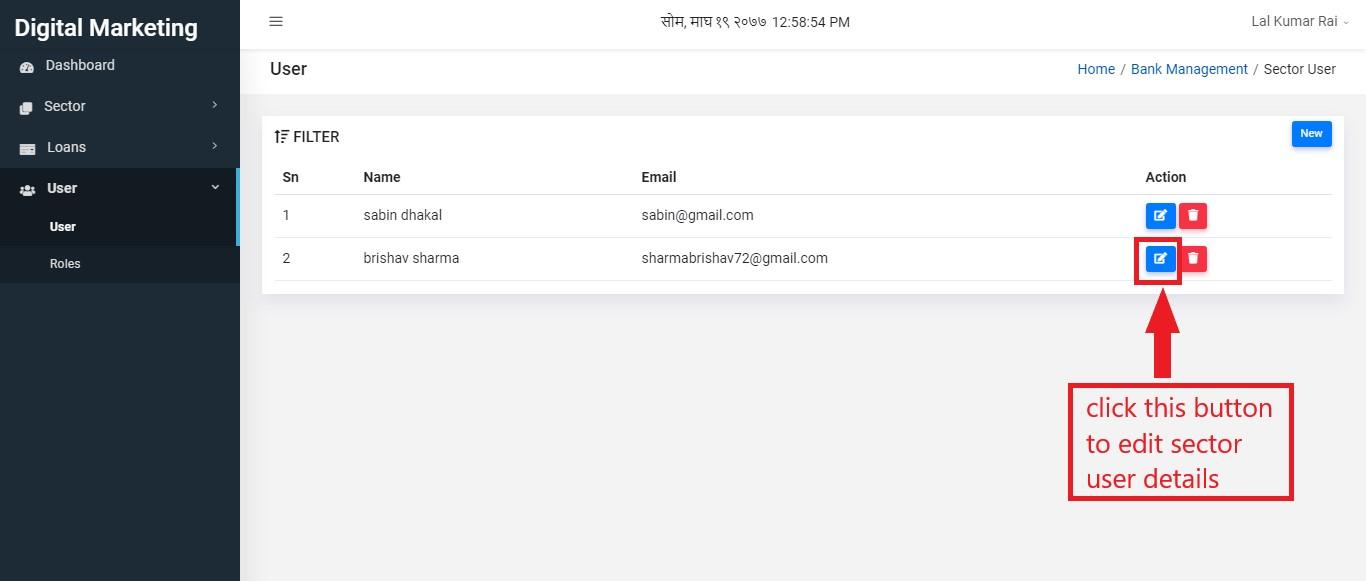 Digital Marketing
सोम, माघ १९ २०७७ 12:58:54 PM
Lal Kumar Rai
Dashboard
Sector
Loans
User
User
Roles
User
Home / Bank Management / Sector User
FILTER
New
Sn Name Email Action
1 sabin dhakal sabin@gmail.com
2 brishav sharma sharmabrishav72@gmail.com
click this button
to edit sector
user details